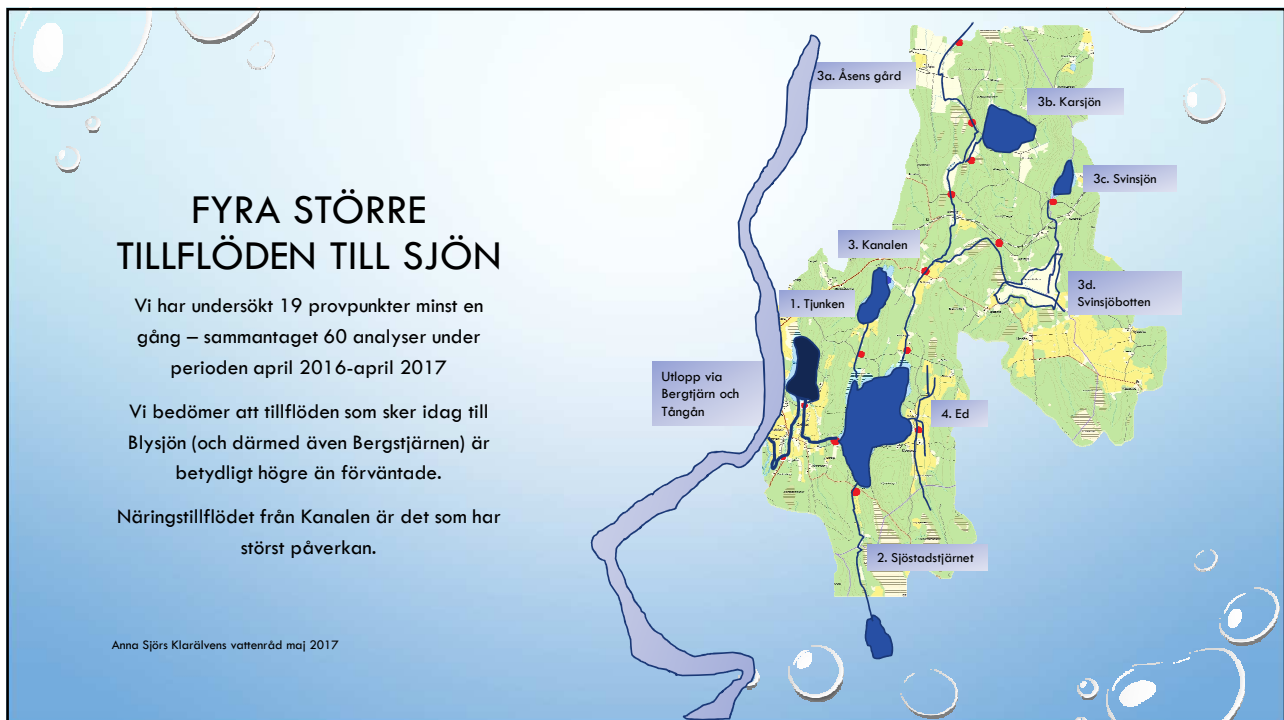 FYRA STÖRRE
TILLFLÖDEN TILL SJÖN
Vi har undersökt 19 provpunkter minst en
gång – sammantaget 60 analyser under
perioden april 2016-april 2017
Vi bedömer att tillflöden som sker idag till
Blysjön (och därmed även Bergstjärnen) är
betydligt högre än förväntade.
Näringstillflödet från Kanalen är det som har
störst påverkan.
Anna Sjörs Klarälvens vattenråd maj 2017
3a. Åsens gård
3b. Karsjön
3c. Svinsjön
3. Kanalen
3d.
Svinsjöbotten
1. Tjunken
Utlopp via
Bergtjärn och
Tångån
4. Ed
2. Sjöstadstjärnet